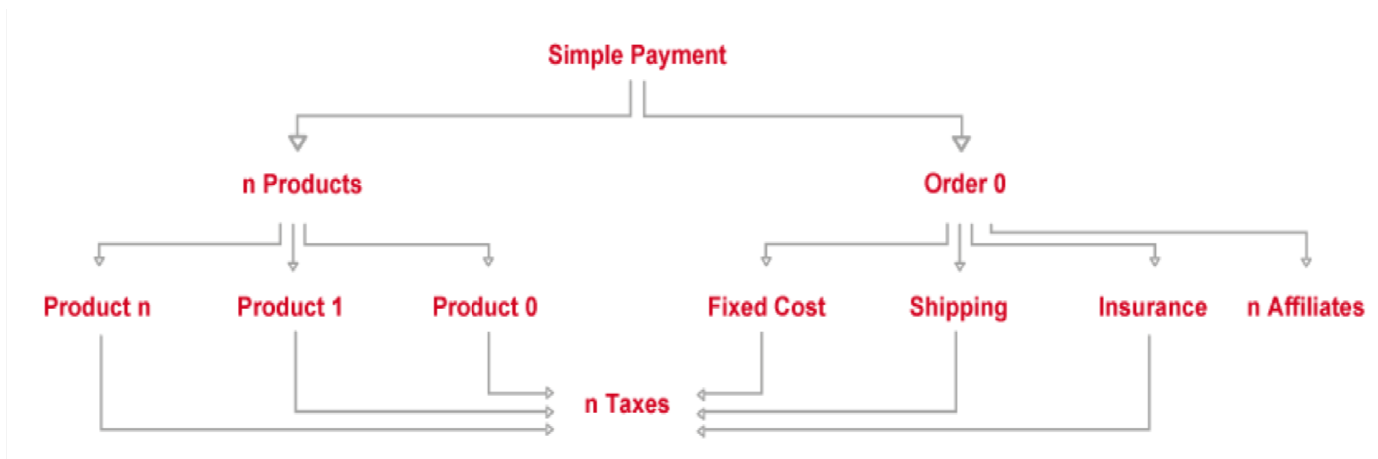 Simple Payment
n Products
Order 0
Product n
Product 1
Product 0
Fixed Cost
Shipping
Insurance
n Affiliates
n Taxes